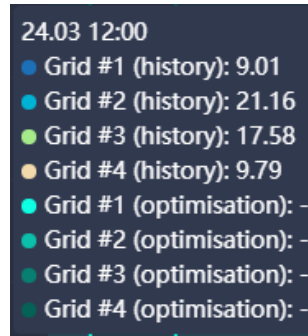 24.03 12:00
Grid #1 (history): 9.01
Grid #2 (history): 21.16
Grid #3 (history): 17.58
Grid #4 (history): 9.79
Grid #1 (optimisation): -
Grid #2 (optimisation): -
Grid #3 (optimisation): -
Grid #4 (optimisation): -